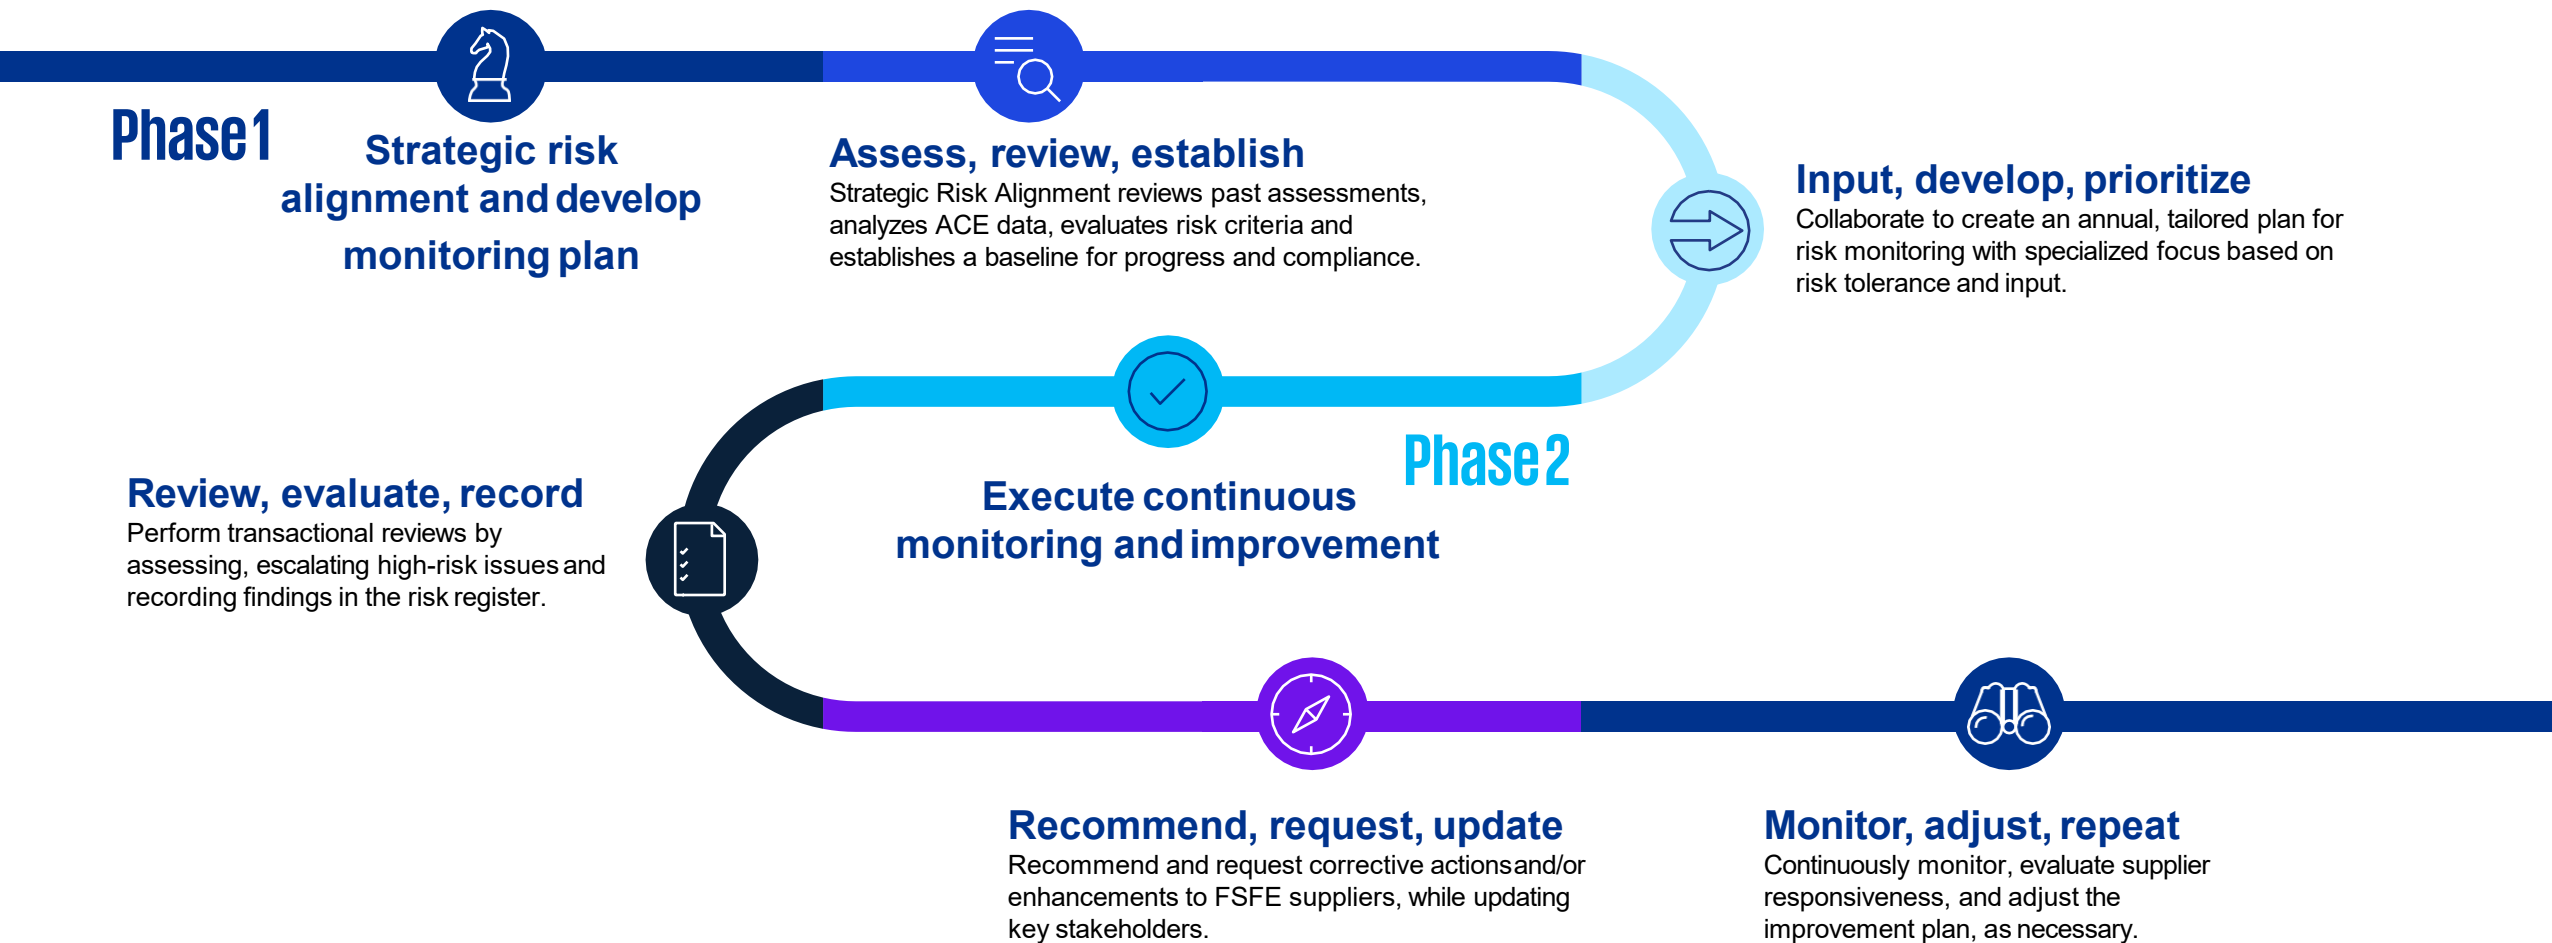 Phase 1
Strategic risk
alignment and develop
monitoring plan
Assess, review, establish
Strategic Risk Alignment reviews past assessments,
analyzes ACE data, evaluates risk criteria and
establishes a baseline for progress and compliance.
Input, develop, prioritize
Collaborate to create an annual, tailored plan for
risk monitoring with specialized focus based on
risk tolerance and input.
Phase 2
Execute continuous
monitoring and improvement
Review, evaluate, record
Perform transactional reviews by
assessing, escalating high-risk issues and
recording findings in the risk register.
Recommend, request, update
Recommend and request corrective actions and/or
enhancements to FSFE suppliers, while updating
key stakeholders.
Monitor, adjust, repeat
Continuously monitor, evaluate supplier
responsiveness, and adjust the
improvement plan, as necessary.